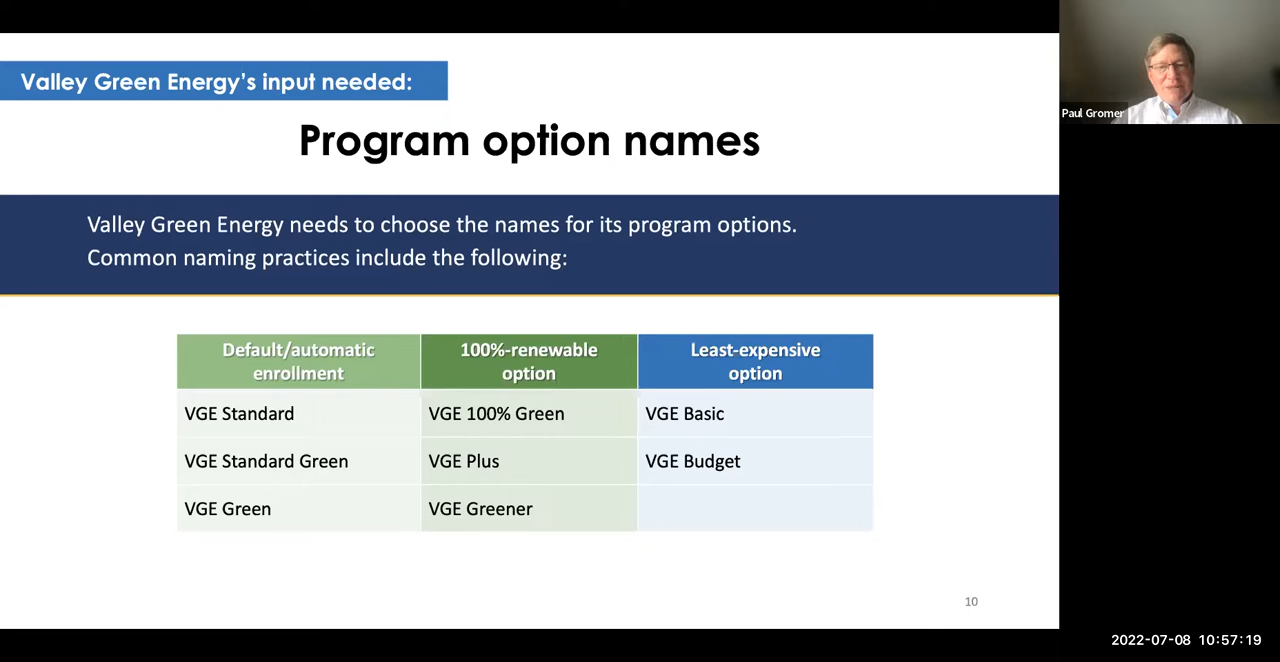 Valley Green Energy's input needed:
Program option names
Valley Green Energy needs to choose the names for its program options.
Common naming practices include the following:
Default/automatic enrollment
100%-renewable option
Least-expensive option
VGE Standard
VGE 100% Green
VGE Basic
VGE Standard Green
VGE Plus
VGE Budget
VGE Green
VGE Greener
10
Paul Gromer
2022-07-08 10:57:19